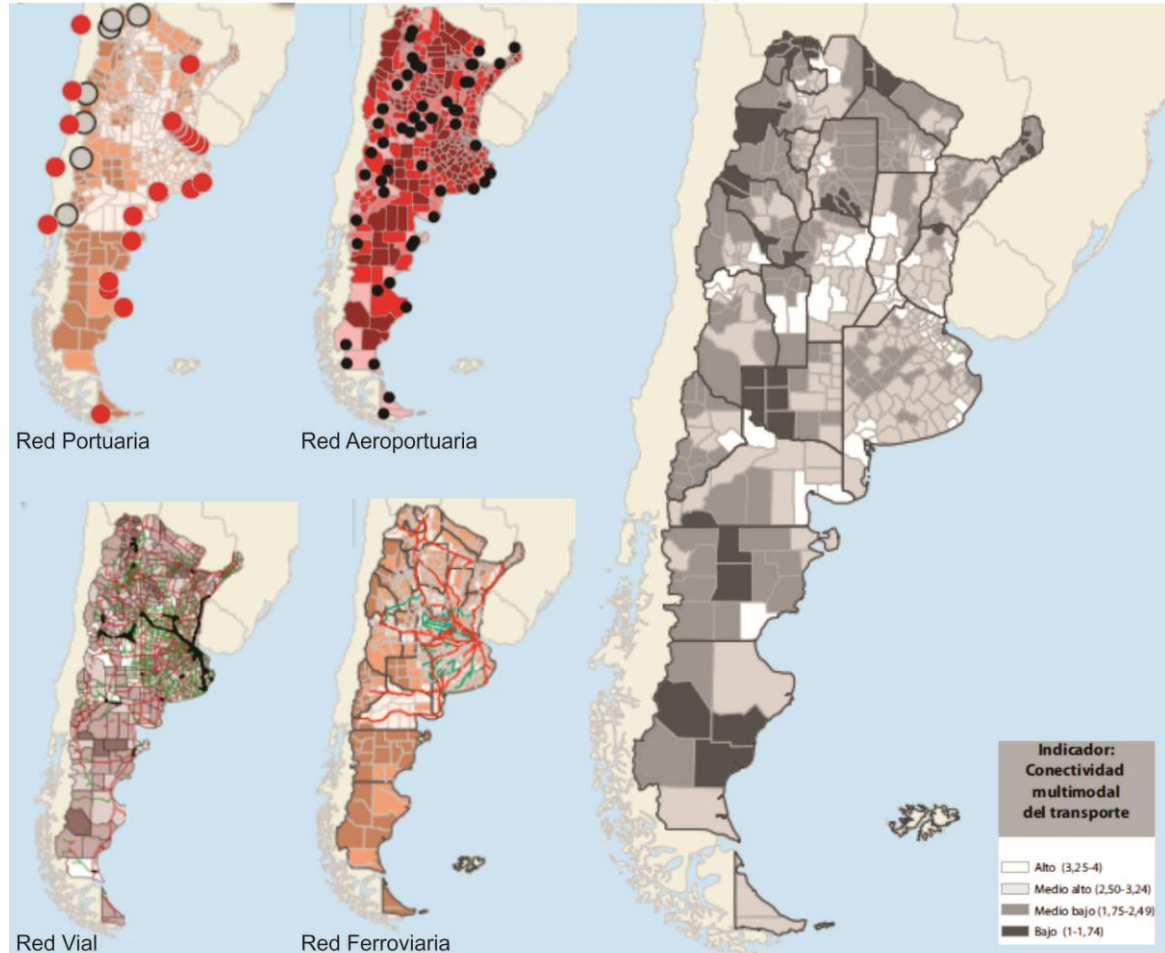 Red Portuaria
Red Aeroportuaria
Red Vial
Red Ferroviaria
Indicador:
Conectividad
multimodal
del transporte
Alto (3,25-4)
Medio alto (2,50-3,24)
Medio bajo (1,75-2,49)
Bajo (1-1,74)